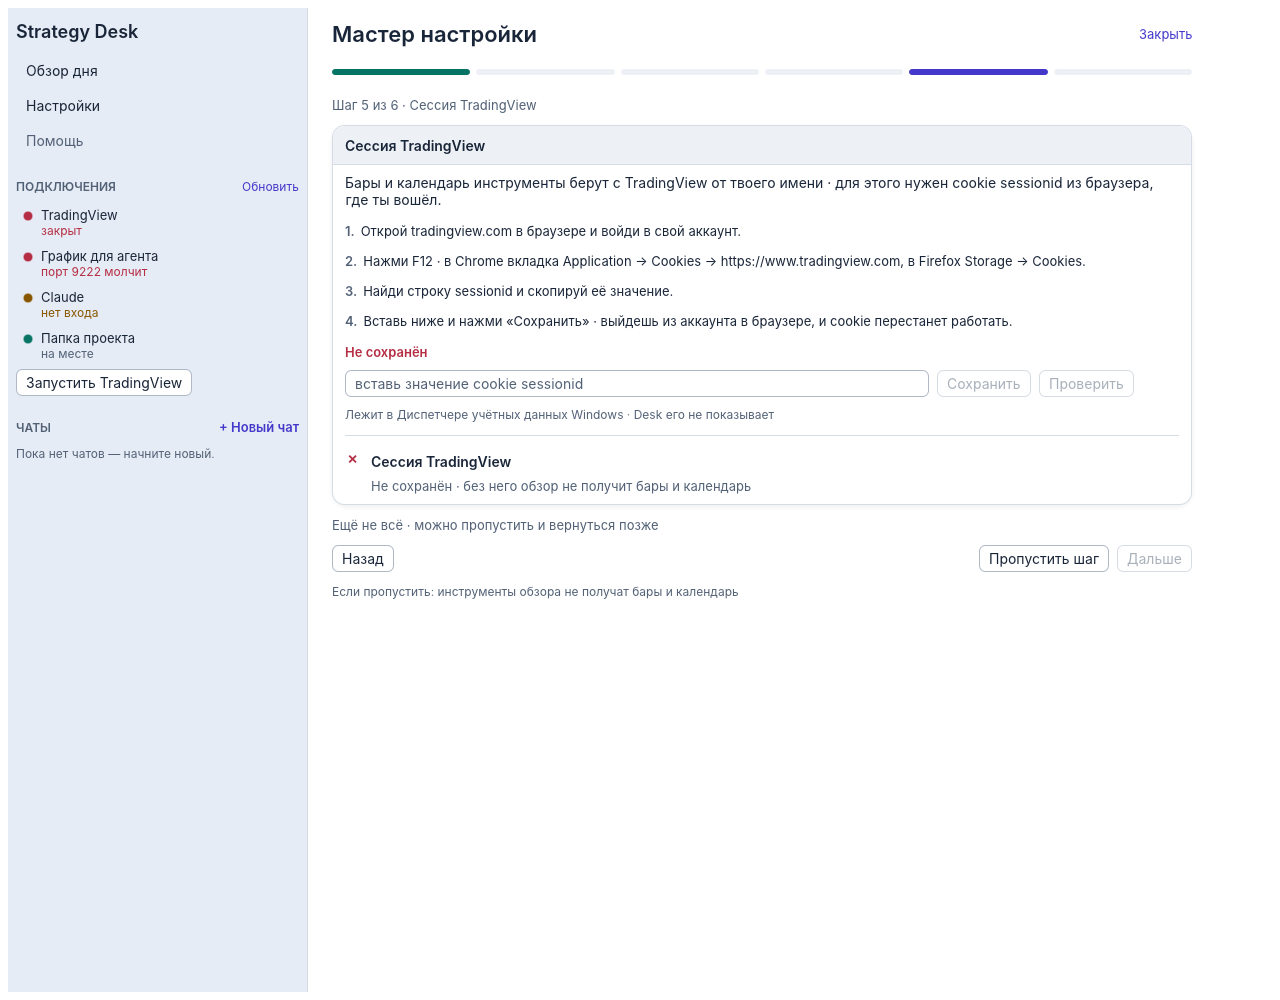 Strategy Desk
Обзор дня
Настройки
Помощь
ПОДКЛЮЧЕНИЯ
Обновить
TradingView
закрыт
График для агента
порт 9222 молчит
Claude
нет входа
Папка проекта
на месте
Запустить TradingView
ЧАТЫ
+ Новый чат
Пока нет чатов — начните новый.
Мастер настройки
Закрыть
Шаг 5 из 6 · Сессия TradingView
Сессия TradingView
Бары и календарь инструменты берут с TradingView от твоего имени · для этого нужен cookie sessionid из браузера,
где ты вошёл.
1. Открой tradingview.com в браузере и войди в свой аккаунт.
2. Нажми F12 · в Chrome вкладка Application → Cookies → https://www.tradingview.com, в Firefox Storage → Cookies.
3. Найди строку sessionid и скопируй её значение.
4. Вставь ниже и нажми «Сохранить» · выйдешь из аккаунта в браузере, и cookie перестанет работать.
Не сохранён
вставь значение cookie sessionid
Сохранить
Проверить
Лежит в Диспетчере учётных данных Windows · Desk его не показывает
× Сессия TradingView
Не сохранён · без него обзор не получит бары и календарь
Ещё не всё · можно пропустить и вернуться позже
Назад
Пропустить шаг
Дальше
Если пропустить: инструменты обзора не получат бары и календарь